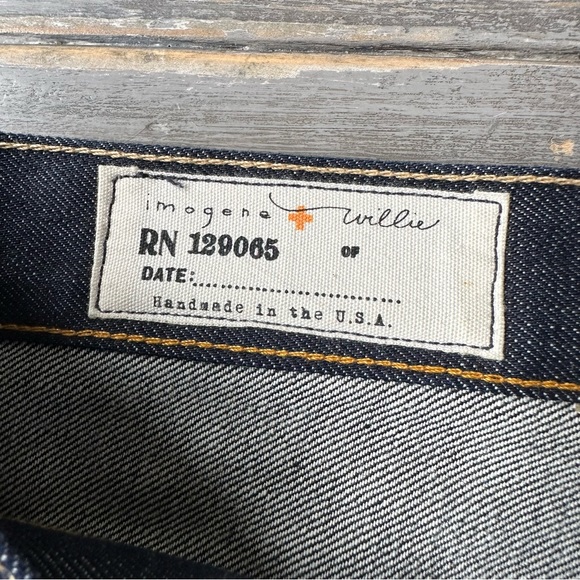 imogene + willie
RN 129065 OF
DATE:..............................
Handmade in the U.S.A.